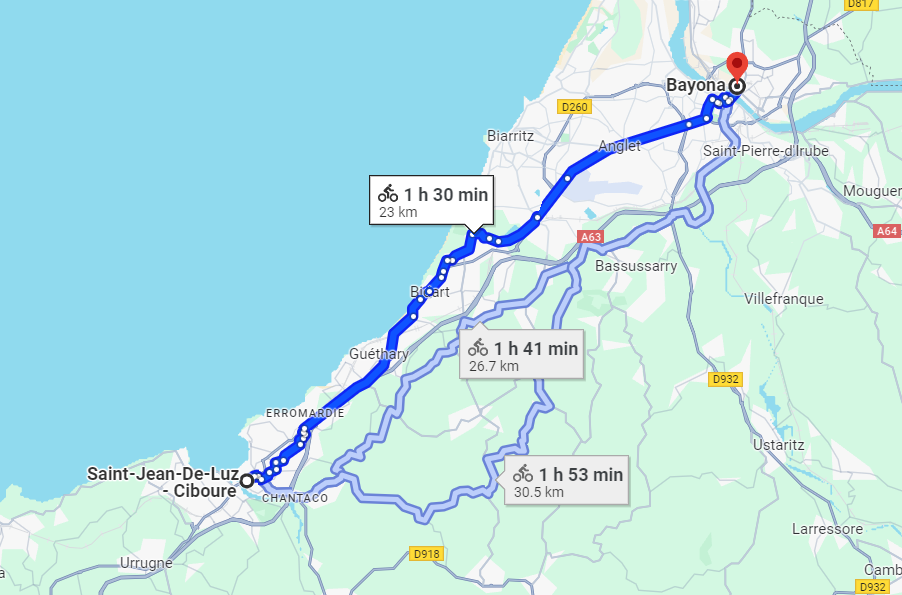 D817
Bayona
D260
Biarritz
Anglet
Saint-Pierre-d'Irube
1 h 30 min
23 km
Mouguer
A64
A63
Bassussarry
Bidart
Villefranque
1 h 41 min
26.7 km
Guéthary
D932
ERROMARDIE
Ustaritz
Saint-Jean-De-Luz
- Ciboure
1 h 53 min
30.5 km
CHANTACO
Larressore
D918
Urrugne
a
Camb
D932